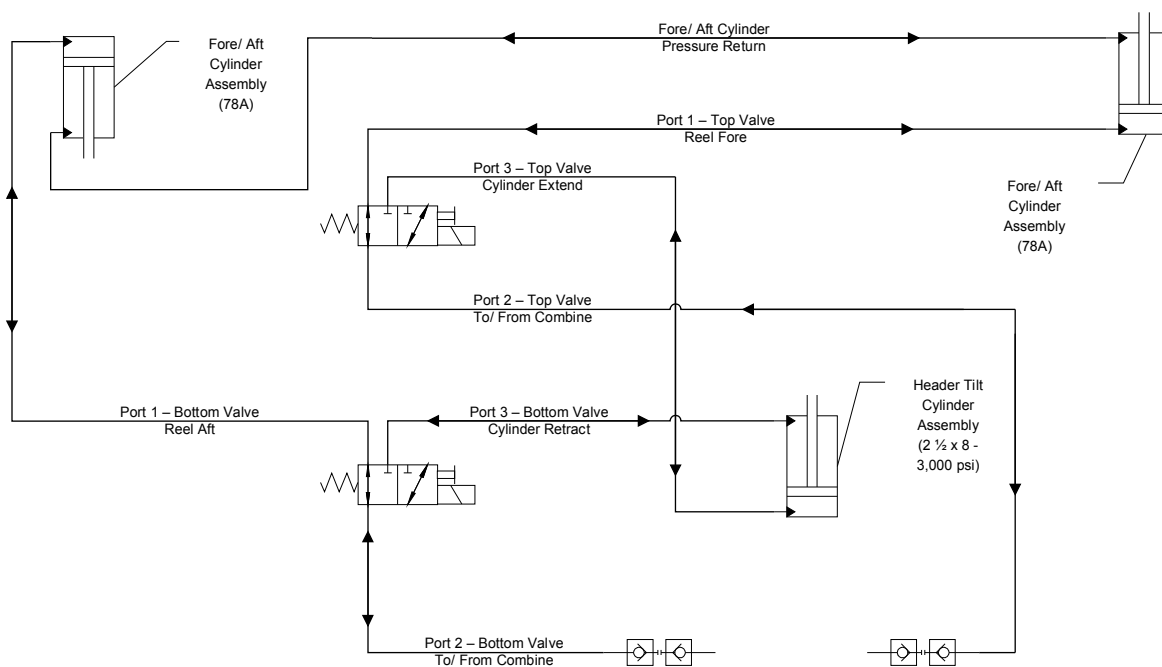 Fore/ Aft
Cylinder
Assembly
(78A)
Fore/ Aft Cylinder
Pressure Return
Port 1 – Top Valve
Reel Fore
Port 3 – Top Valve
Cylinder Extend
Fore/ Aft
Cylinder
Assembly
(78A)
Port 2 – Top Valve
To/ From Combine
Port 1 – Bottom Valve
Reel Aft
Port 3 – Bottom Valve
Cylinder Retract
Header Tilt
Cylinder
Assembly
(2 ½ x 8 -
3,000 psi)
Port 2 – Bottom Valve
To/ From Combine